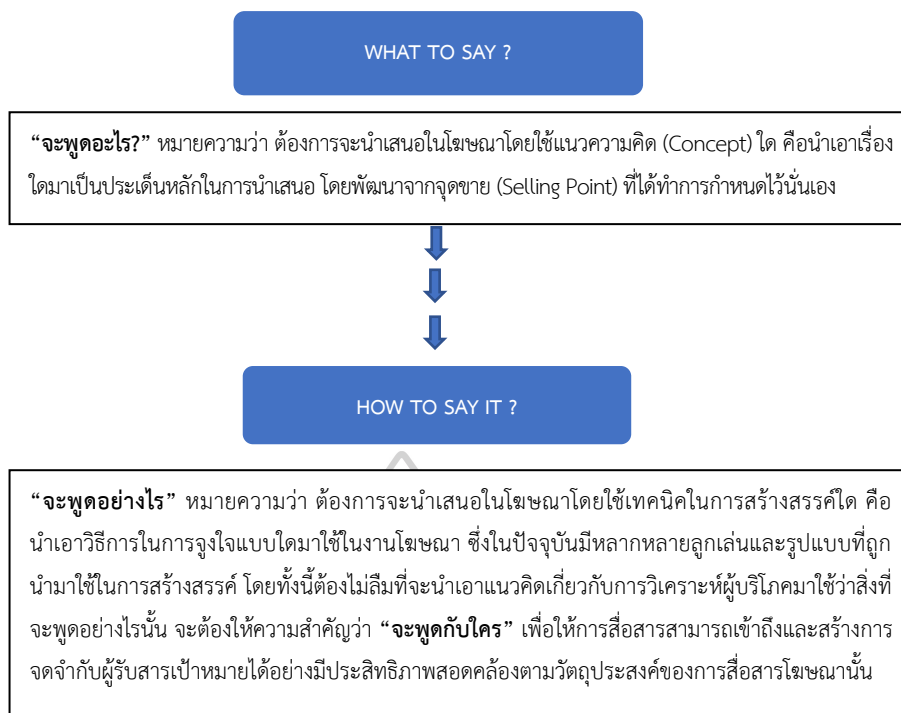 WHAT TO SAY ?
“จะพูดอะไร?” หมายความว่า ต้องการจะนำเสนอในโฆษณาโดยใช้แนวความคิด (Concept) ใด คือนำเอาเรื่อง
ใดมาเป็นประเด็นหลักในการนำเสนอ โดยพัฒนาจากจุดขาย (Selling Point) ที่ได้ทำการกำหนดไว้นั่นเอง
HOW TO SAY IT ?
“จะพูดอย่างไร” หมายความว่า ต้องการจะนำเสนอในโฆษณาโดยใช้เทคนิคในการสร้างสรรค์ใด คือ
นำเอาวิธีการในการจูงใจแบบใดมาใช้ในงานโฆษณา ซึ่งในปัจจุบันมีหลากหลายลูกเล่นและรูปแบบที่ถูก
นำมาใช้ในการสร้างสรรค์ โดยทั้งนี้ต้องไม่ลืมที่จะนำเอาแนวคิดเกี่ยวกับการวิเคราะห์ผู้บริโภคมาใช้ว่าสิ่งที่
จะพูดอย่างไรนั้น จะต้องให้ความสำคัญว่า “จะพูดกับใคร” เพื่อให้การสื่อสารสามารถเข้าถึงและสร้างการ
จดจำกับผู้รับสารเป้าหมายได้อย่างมีประสิทธิภาพสอดคล้องตามวัตถุประสงค์ของการสื่อสารโฆษณานั้น